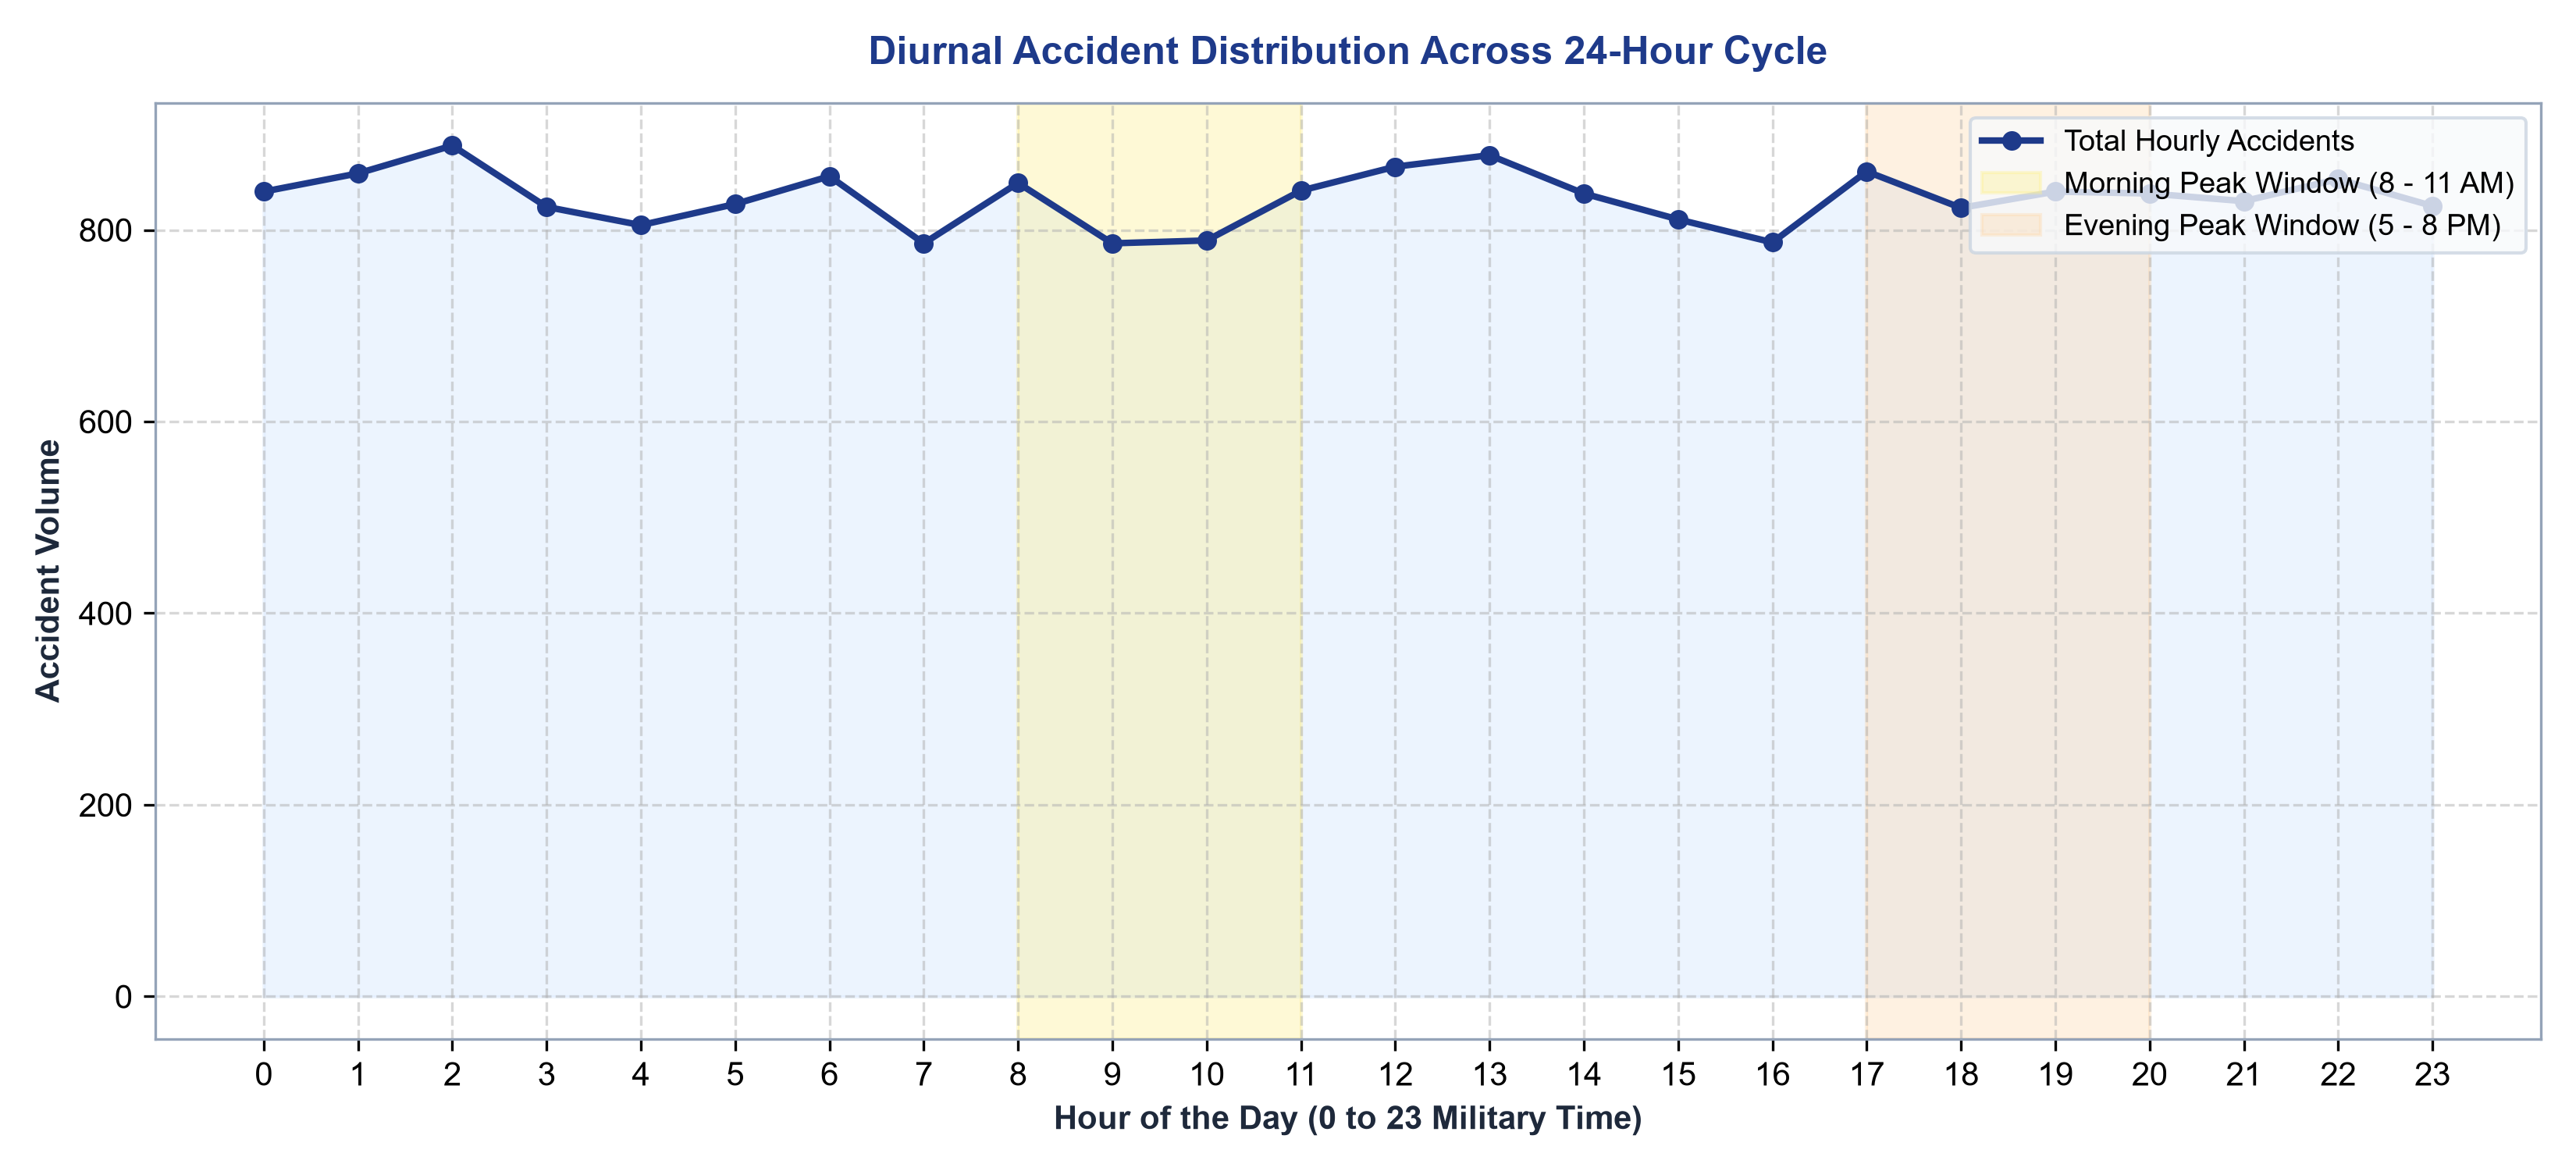 Diurnal Accident Distribution Across 24-Hour Cycle
Total Hourly Accidents
Morning Peak Window (8 - 11 AM)
Evening Peak Window (5 - 8 PM)
Accident Volume
800
600
400
200
0
0 1 2 3 4 5 6 7 8 9 10 11 12 13 14 15 16 17 18 19 20 21 22 23
Hour of the Day (0 to 23 Military Time)